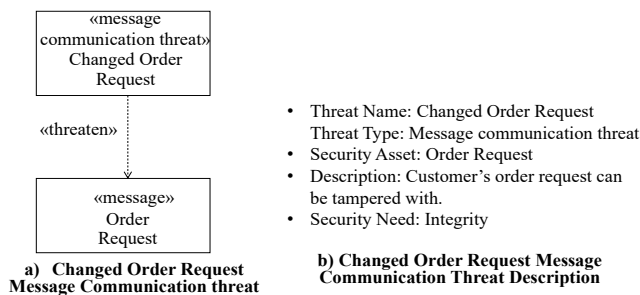 «message
communication threat»
Changed Order
Request
«threaten»
«message»
Order
Request
a) Changed Order Request
Message Communication threat
• Threat Name: Changed Order Request
Threat Type: Message communication threat
• Security Asset: Order Request
• Description: Customer’s order request can
be tampered with.
• Security Need: Integrity
b) Changed Order Request Message
Communication Threat Description